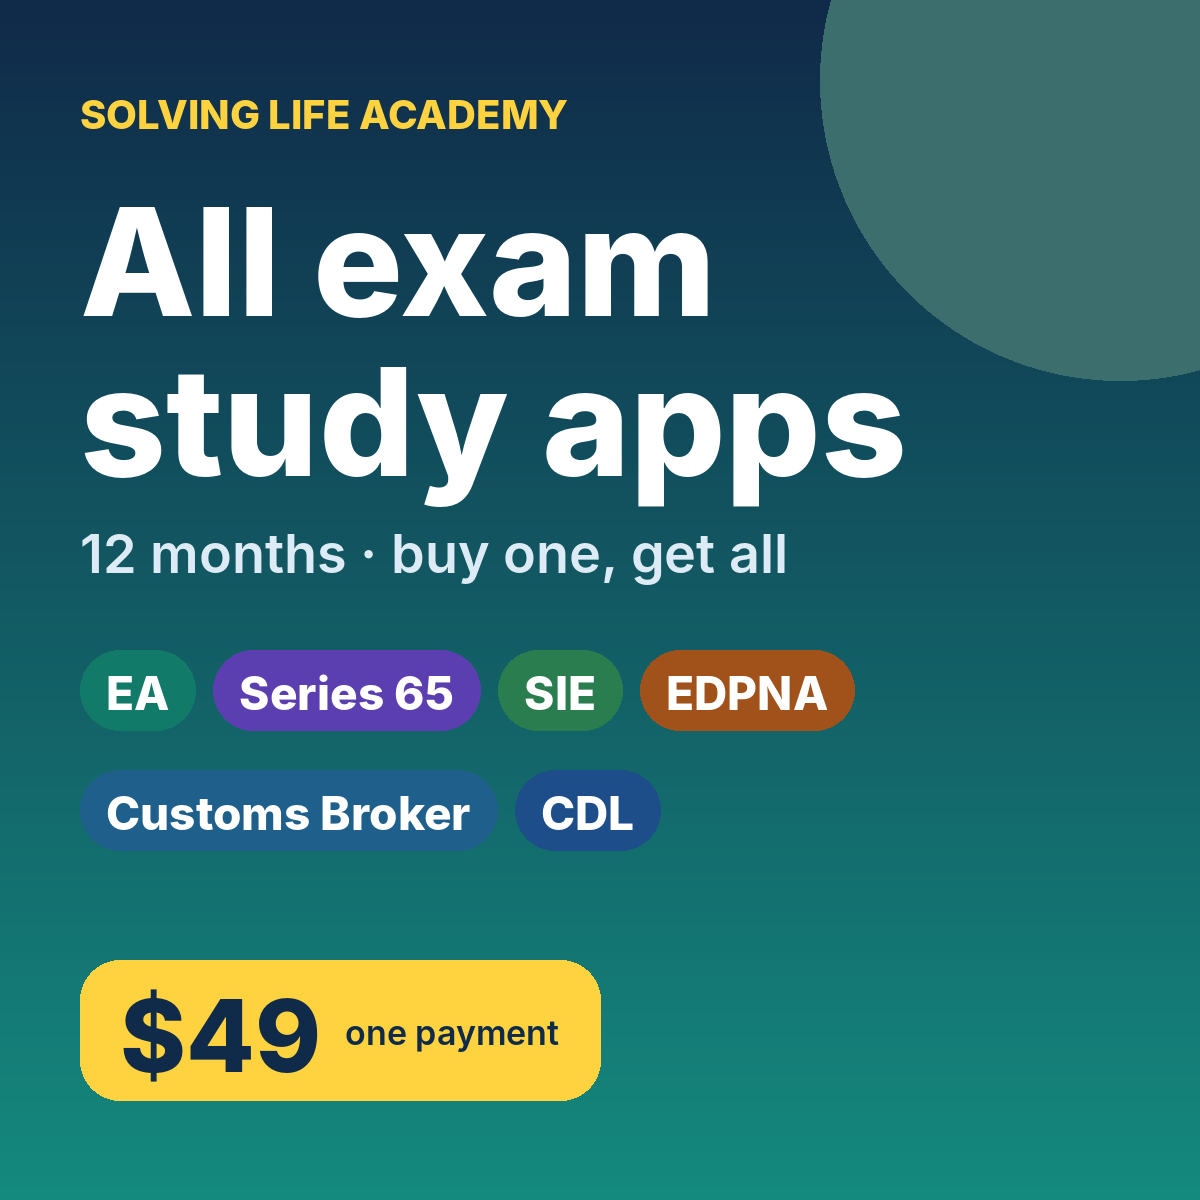 SOLVING LIFE ACADEMY
All exam
study apps
12 months · buy one, get all
EA Series 65 SIE EDPNA
Customs Broker CDL
$49 one payment